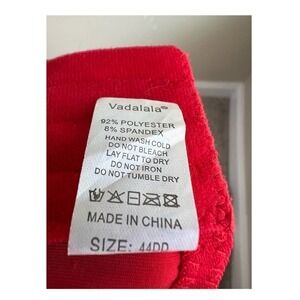 Vadalala®
92% POLYESTER
8% SPANDEX
HAND WASH COLD
DO NOT BLEACH
LAY FLAT TO DRY
DO NOT IRON
DO NOT TUMBLE DRY
MADE IN CHINA
SIZE: 44DD